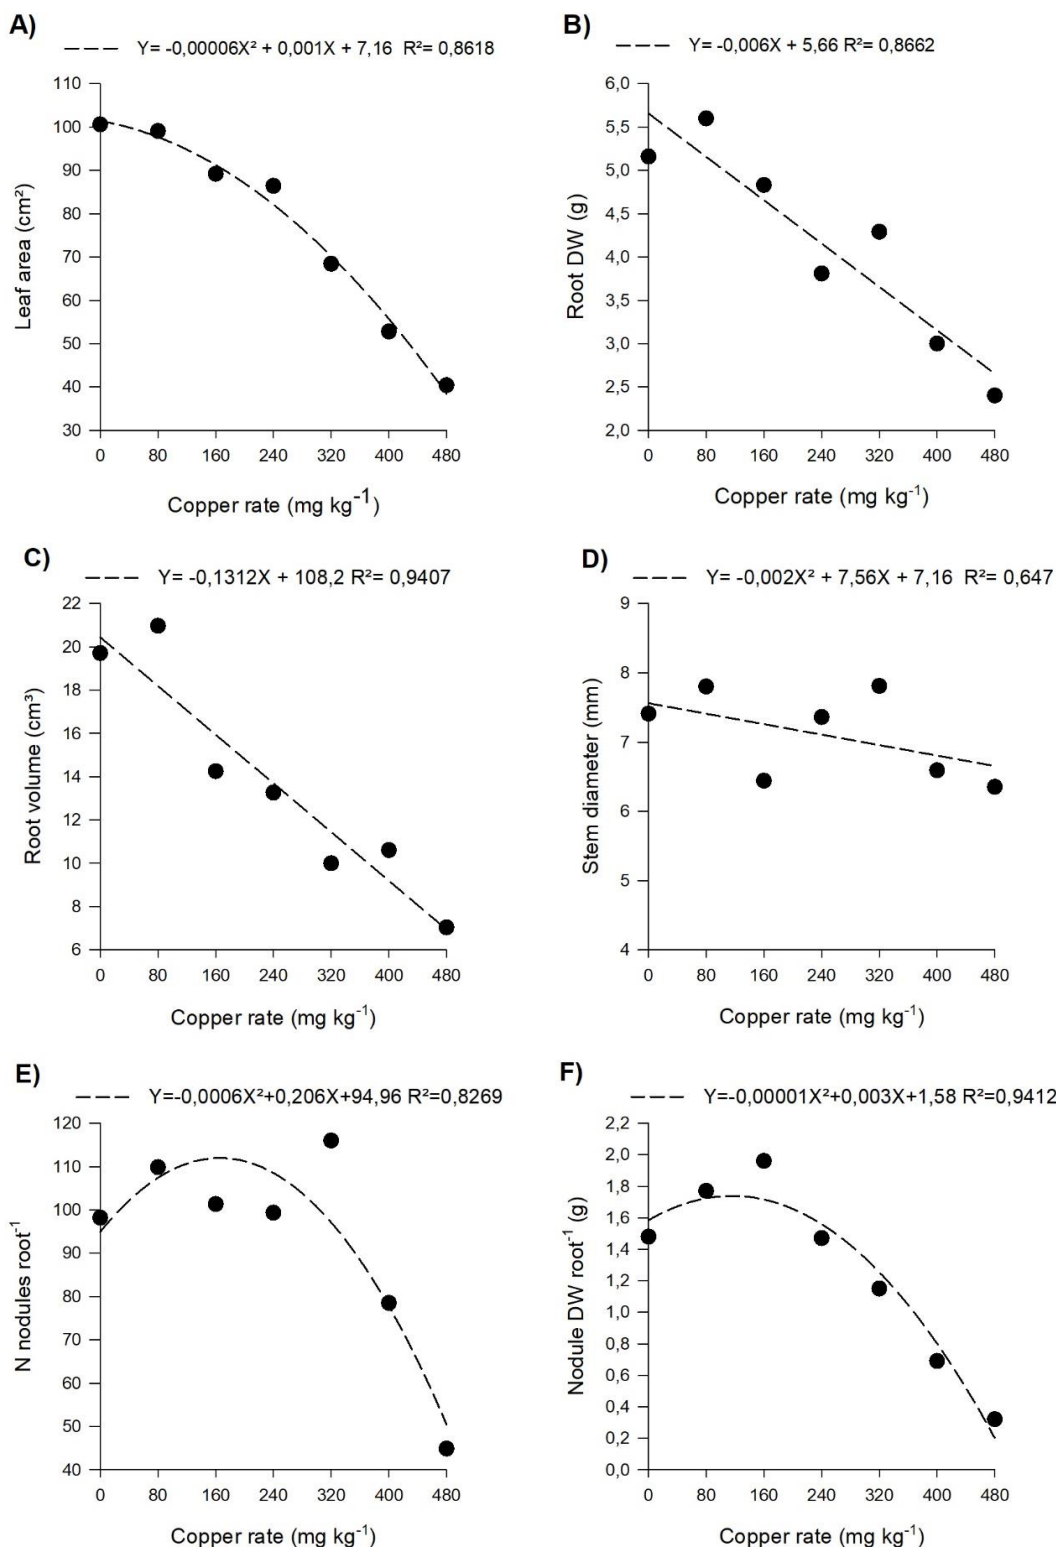 A)
Y= -0,00006X² + 0,001X + 7,16 R²= 0,8618
110
100
90
80
70
60
50
40
30
Leaf area (cm²)
0 80 160 240 320 400 480
Copper rate (mg kg⁻¹)
B)
Y= -0,006X + 5,66 R²= 0,8662
6,0
5,5
5,0
4,5
4,0
3,5
3,0
2,5
2,0
Root DW (g)
0 80 160 240 320 400 480
Copper rate (mg kg⁻¹)
C)
Y= -0,1312X + 108,2 R²= 0,9407
22
20
18
16
14
12
10
8
6
Root volume (cm³)
0 80 160 240 320 400 480
Copper rate (mg kg⁻¹)
D)
Y= -0,002X² + 7,56X + 7,16 R²= 0,647
9
8
7
6
5
4
Stem diameter (mm)
0 80 160 240 320 400 480
Copper rate (mg kg⁻¹)
E)
Y=-0,0006X²+0,206X+94,96 R²=0,8269
120
110
100
90
80
70
60
50
40
N nodules root⁻¹
0 80 160 240 320 400 480
Copper rate (mg kg⁻¹)
F)
Y=-0,00001X²+0,003X+1,58 R²=0,9412
2,2
2,0
1,8
1,6
1,4
1,2
1,0
0,8
0,6
0,4
0,2
0,0
Nodule DW root⁻¹ (g)
0 80 160 240 320 400 480
Copper rate (mg kg⁻¹)